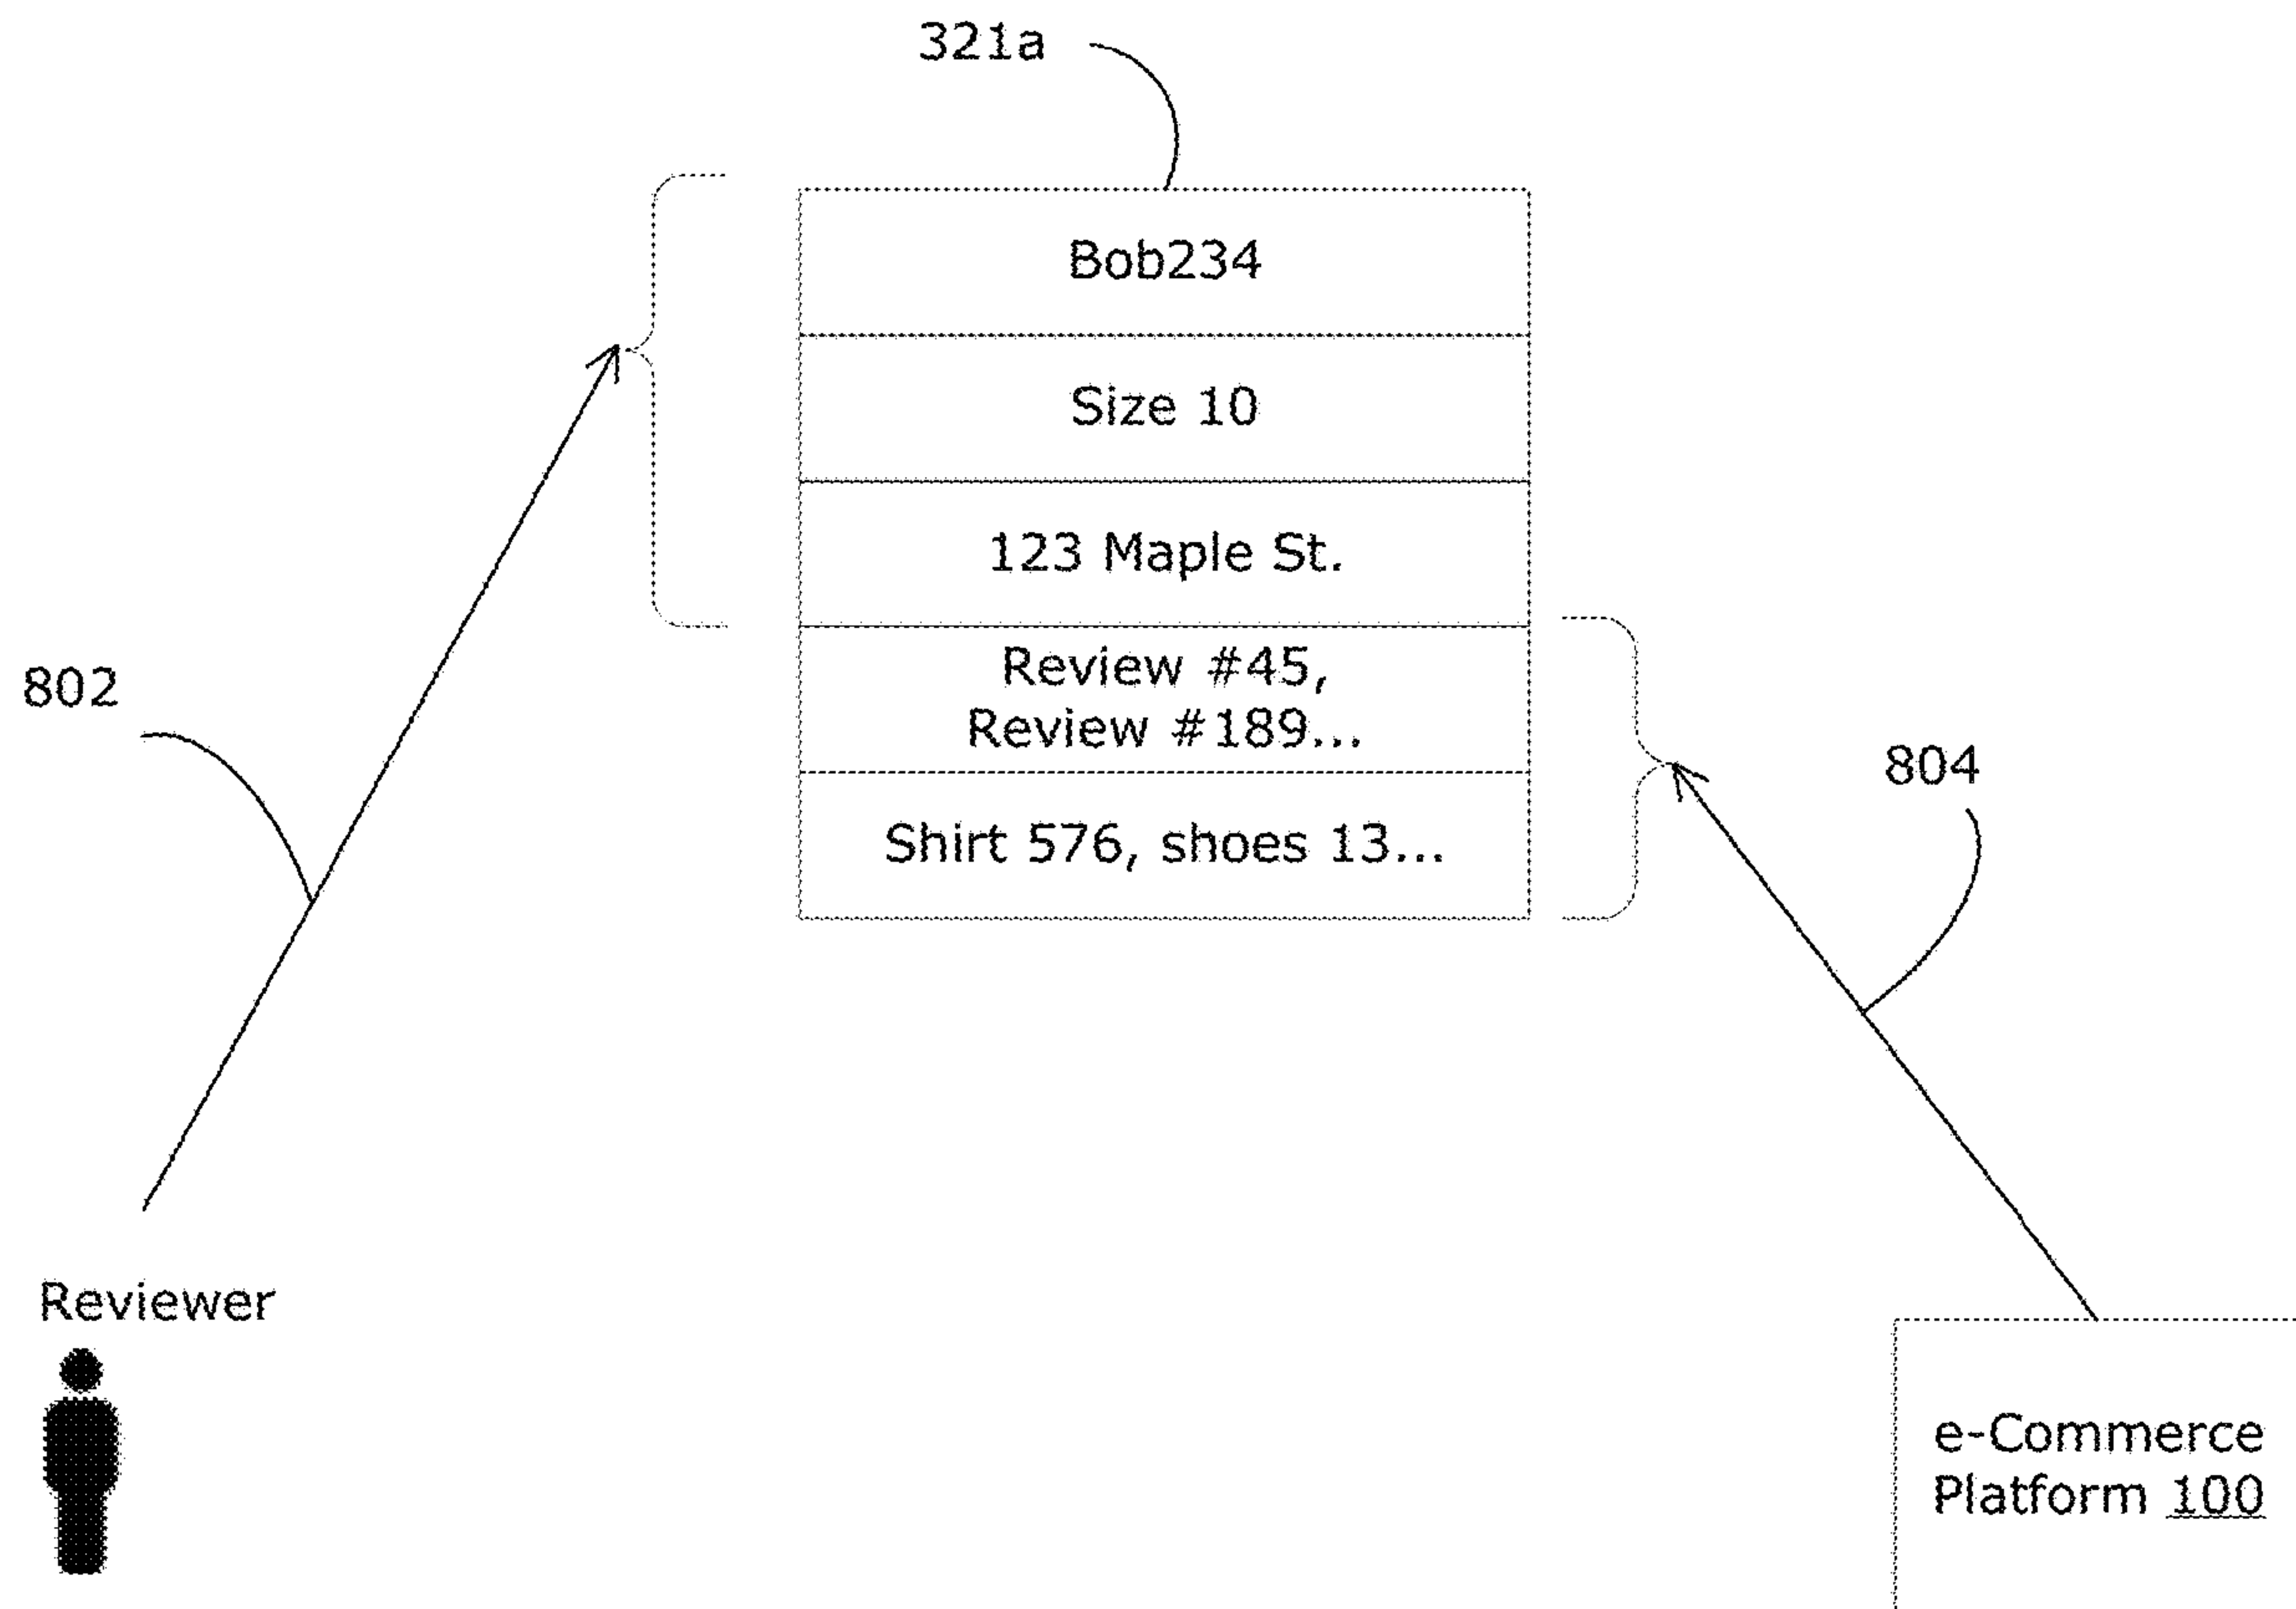 321a
Bob234
Size 10
123 Maple St.
Review #45,
Review #189...
Shirt 576, shoes 13...
802
804
Reviewer
e-Commerce
Platform 100